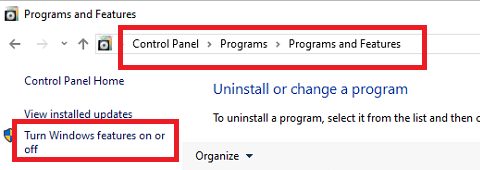 Programs and Features
Control Panel > Programs > Programs and Features
Control Panel Home
Uninstall or change a program
View installed updates
To uninstall a program, select it from the list and then c
Turn Windows features on or
off
Organize